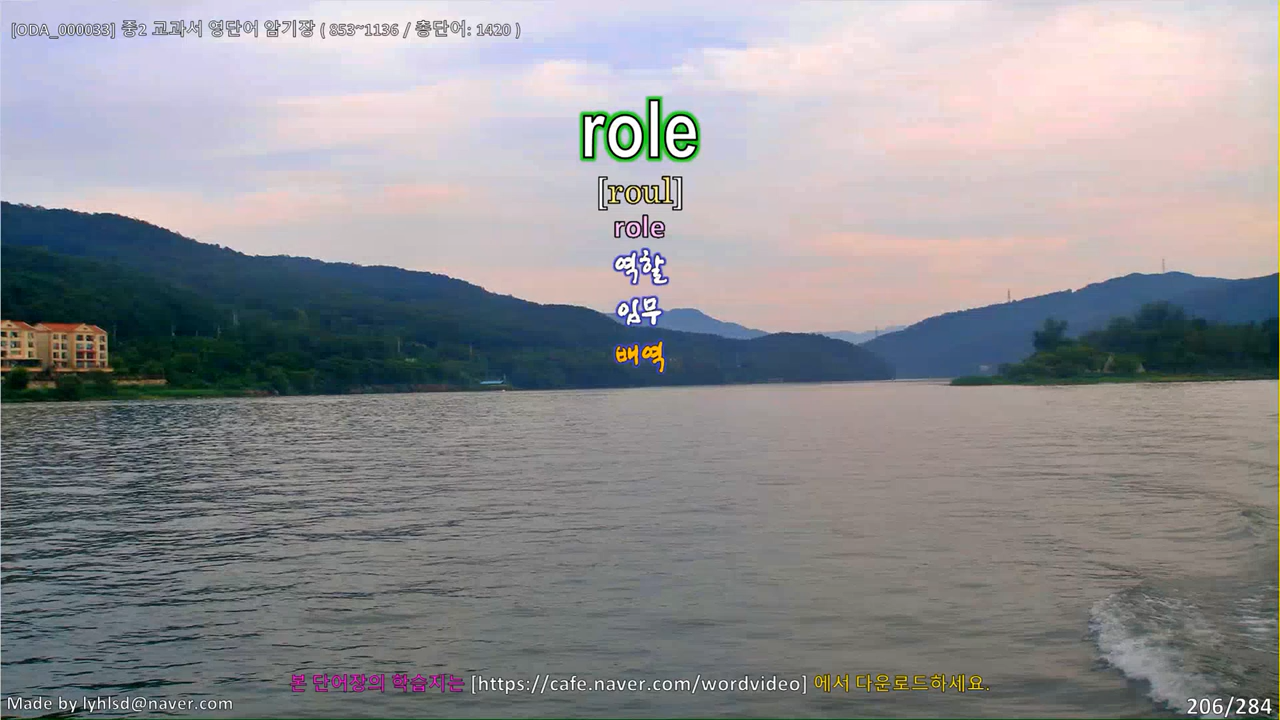 [ODA_000033] 중2 교과서 영단어 암기장 ( 853~1136 / 총단어: 1420 )
role
[roul]
role
역할
임무
배역
본 단어장의 학습지는 [https://cafe.naver.com/wordvideo] 에서 다운로드하세요.
Made by lyhlsd@naver.com
206/284